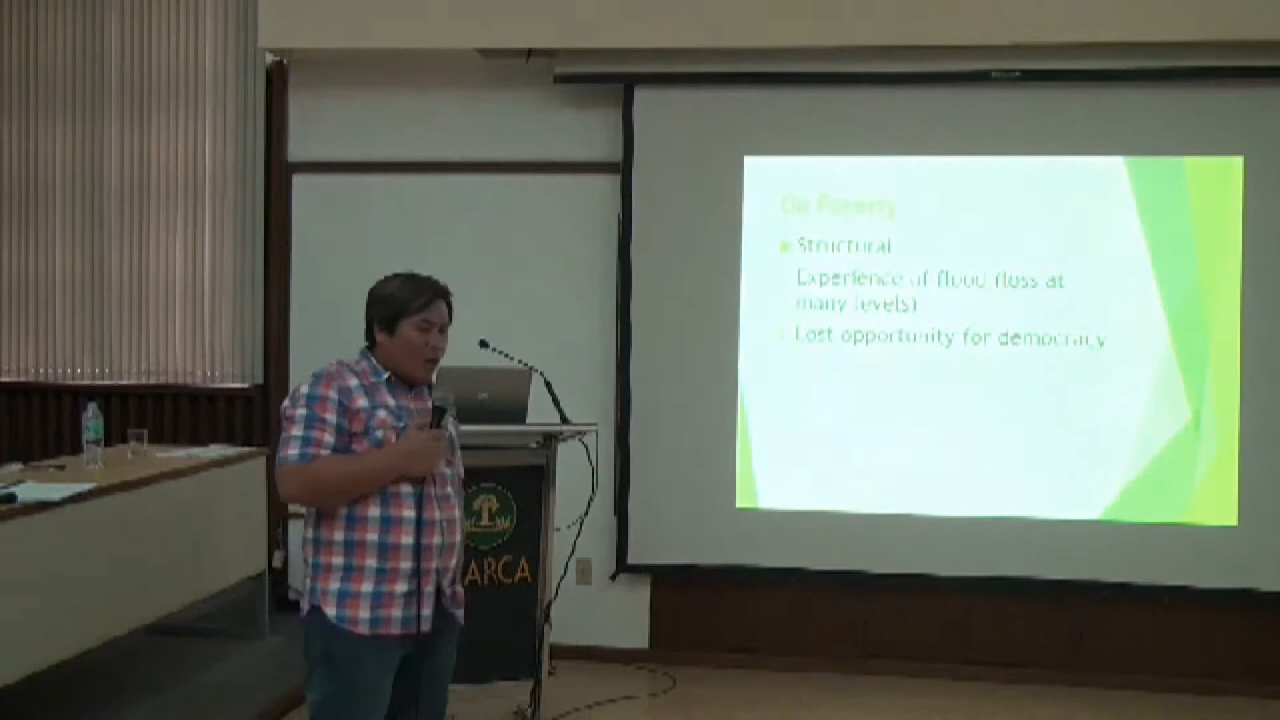 On Poverty
Structural
Experience of flood (loss at
many levels)
Lost opportunity for democracy
ARCA